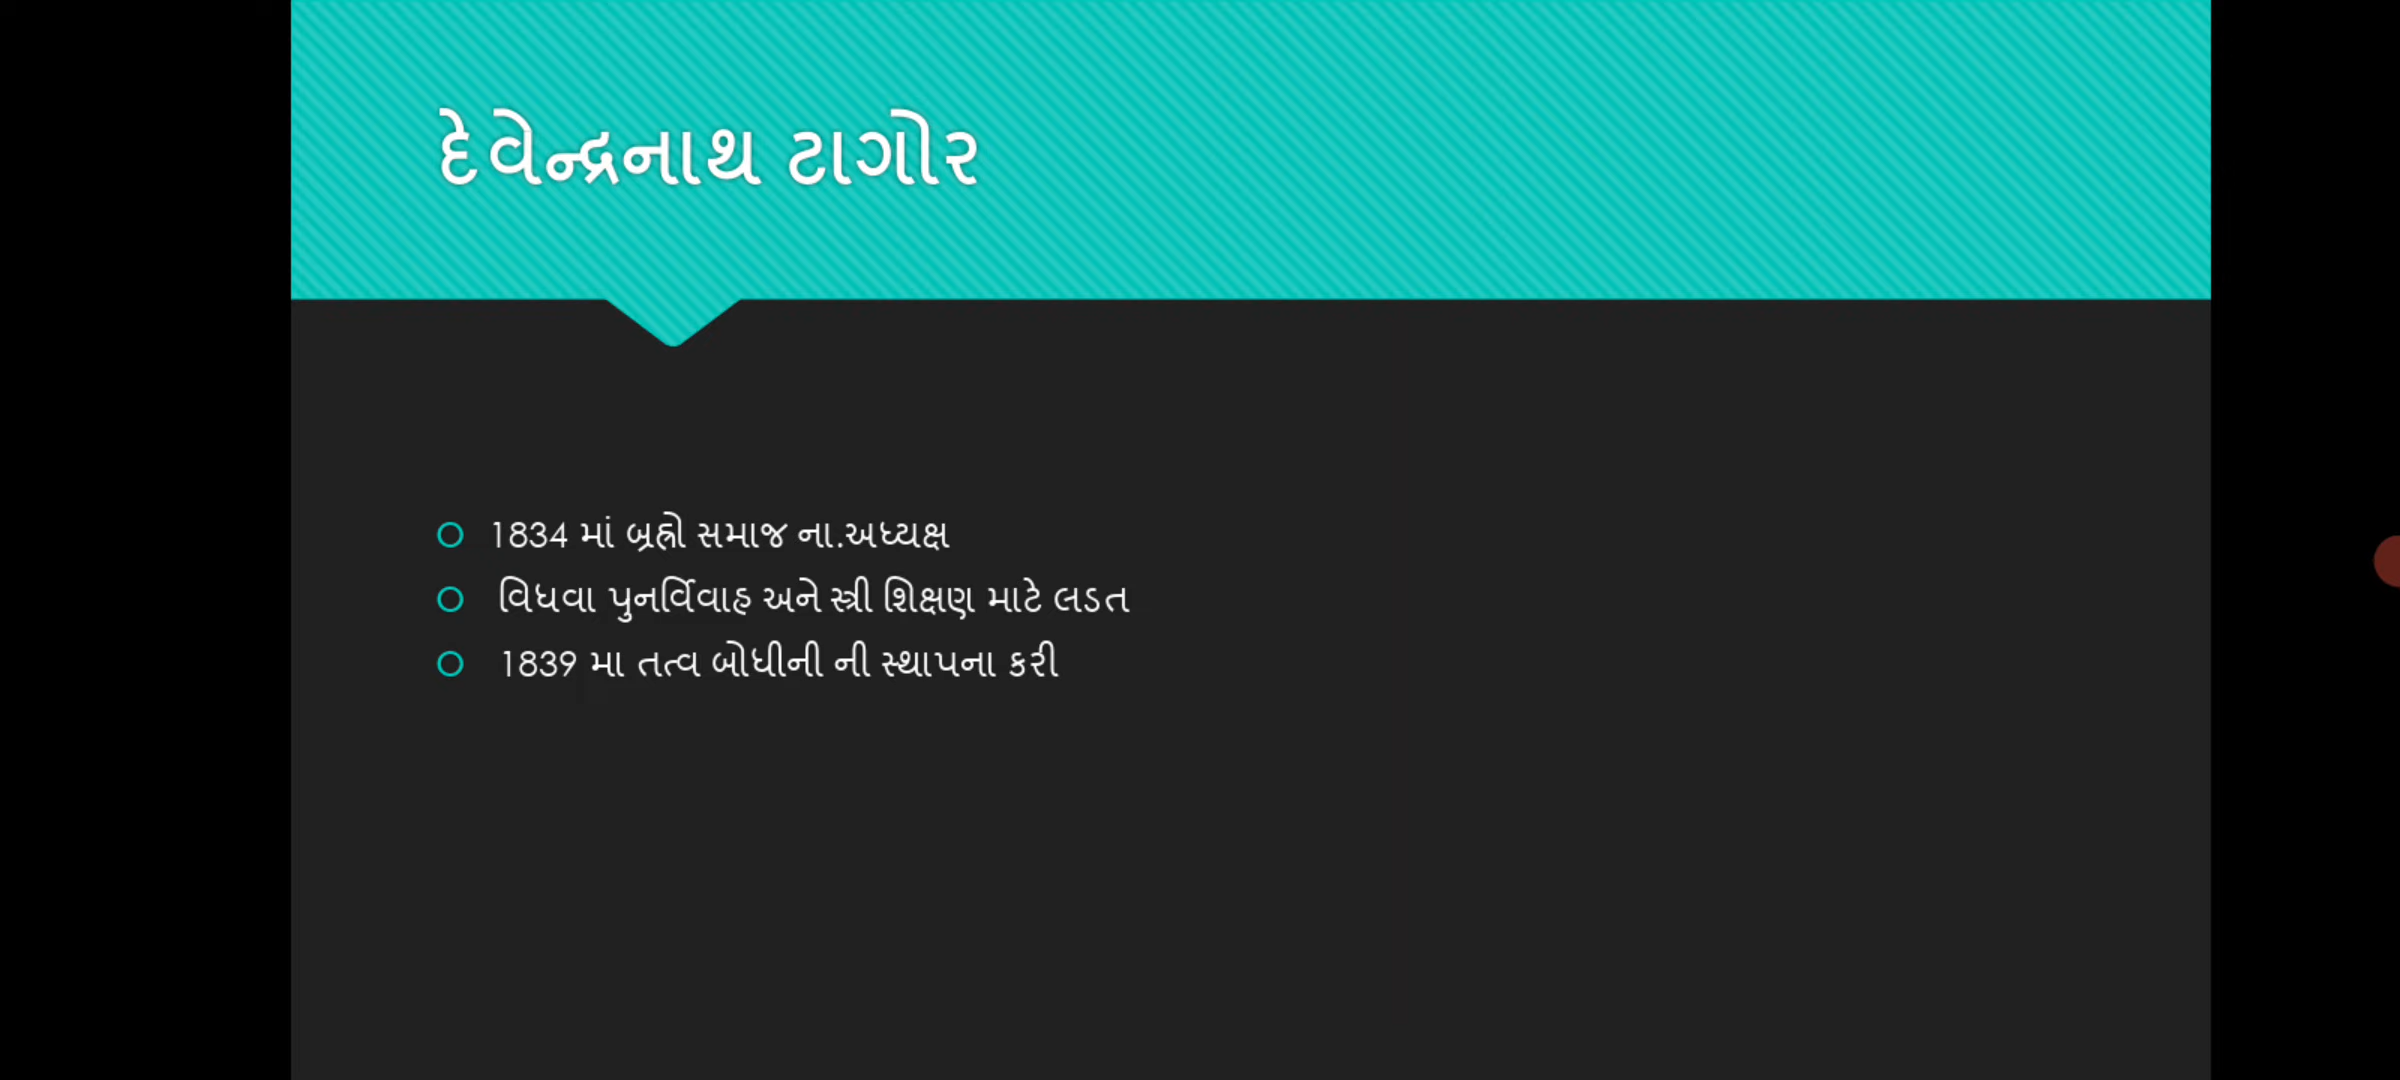 દેવેન્દ્રનાથ ટાગોર
1834 માં બ્રહ્મો સમાજ ના.અધ્યક્ષ
વિધવા પુનર્વિવાહ અને સ્ત્રી શિક્ષણ માટે લડત
1839 મા તત્વ બોધીની ની સ્થાપના કરી